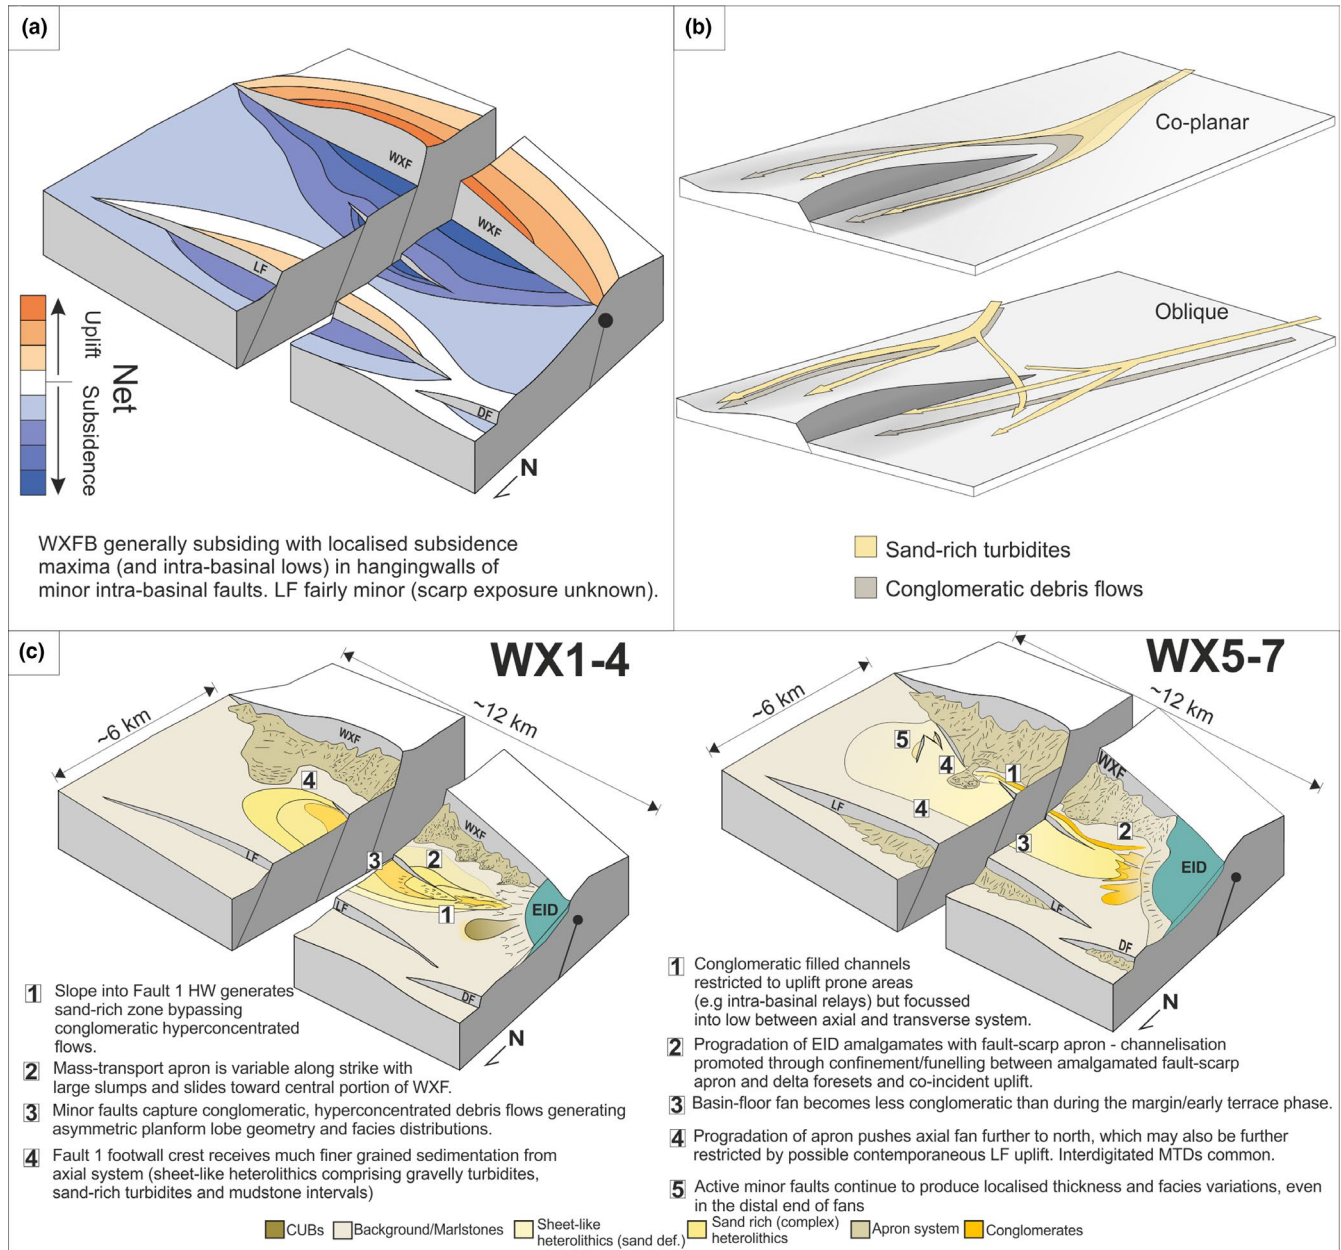 (a)
WXF
WXF
LF
DF
N
Uplift
Net
Subsidence
WXFB generally subsiding with localised subsidence
maxima (and intra-basinal lows) in hangingwalls of
minor intra-basinal faults. LF fairly minor (scarp exposure unknown).
(b)
Co-planar
Oblique
Sand-rich turbidites
Conglomeratic debris flows
(c)
WX1-4
~6 km
~12 km
WXF
4
LF
WXF
3
2
1
EID
LF
DF
N
1 Slope into Fault 1 HW generates
sand-rich zone bypassing
conglomeratic hyperconcentrated
flows.
2 Mass-transport apron is variable along strike with
large slumps and slides toward central portion of WXF.
3 Minor faults capture conglomeratic, hyperconcentrated debris flows generating
asymmetric planform lobe geometry and facies distributions.
4 Fault 1 footwall crest receives much finer grained sedimentation from
axial system (sheet-like heterolithics comprising gravelly turbidites,
sand-rich turbidites and mudstone intervals)
WX5-7
~6 km
~12 km
5
4
1
WXF
LF
4
3
2
EID
LF
DF
N
1 Conglomeratic filled channels
restricted to uplift prone areas
(e.g intra-basinal relays) but focussed
into low between axial and transverse system.
2 Progradation of EID amalgamates with fault-scarp apron - channelisation
promoted through confinement/funelling between amalgamated fault-scarp
apron and delta foresets and co-incident uplift.
3 Basin-floor fan becomes less conglomeratic than during the margin/early terrace phase.
4 Progradation of apron pushes axial fan further to north, which may also be further
restricted by possible contemporaneous LF uplift. Interdigitated MTDs common.
5 Active minor faults continue to produce localised thickness and facies variations, even
in the distal end of fans
CUBs
Background/Marlstones
Sheet-like
heterolithics (sand def.)
Sand rich (complex)
heterolithics
Apron system
Conglomerates